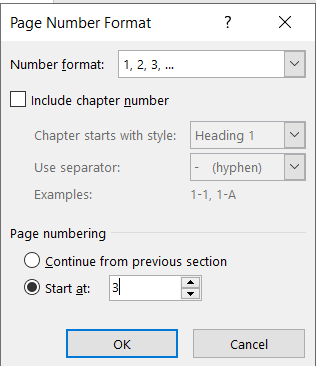 Page Number Format ? ×
Number format: 1, 2, 3, ...
Include chapter number
Chapter starts with style: Heading 1
Use separator: - (hyphen)
Examples: 1-1, 1-A
Page numbering
Continue from previous section
Start at: 3
OK Cancel